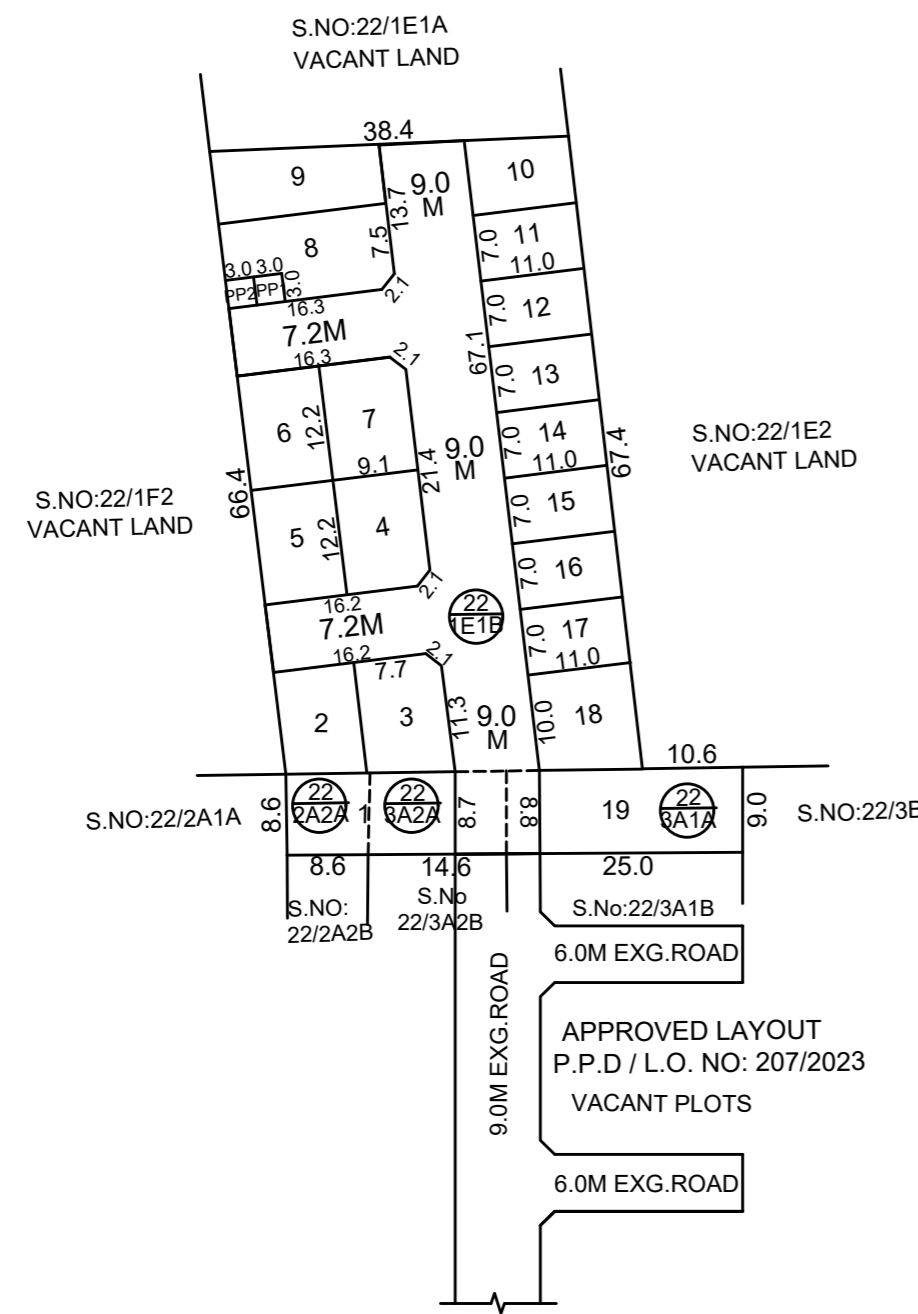 S.NO:22/1E1A
VACANT LAND
38.4
9
9.0
M
13.7
10
8
7.5
7.0
11
11.0
3.0
3.0
PP2
PP1
3.0
2.1
16.3
7.2M
16.3
2.1
7.0
12
67.1
7.0
13
6
12.2
7
9.1
9.0
M
21.4
7.0
14
11.0
67.4
S.NO:22/1E2
VACANT LAND
S.NO:22/1F2
VACANT LAND
66.4
5
12.2
4
7.0
15
7.0
16
2.1
16.2
7.2M
16.2
22
1E1B
7.0
17
11.0
7.7
2.1
2
3
11.3
9.0
M
10.0
18
10.6
S.NO:22/2A1A
8.6
22
2A2A
1
22
3A2A
8.7
8.8
19
22
3A1A
9.0
S.NO:22/3B
8.6
14.6
25.0
S.NO:
22/2A2B
S.No
22/3A2B
S.No:22/3A1B
6.0M EXG.ROAD
9.0M EXG.ROAD
APPROVED LAYOUT
P.P.D / L.O. NO: 207/2023
VACANT PLOTS
6.0M EXG.ROAD